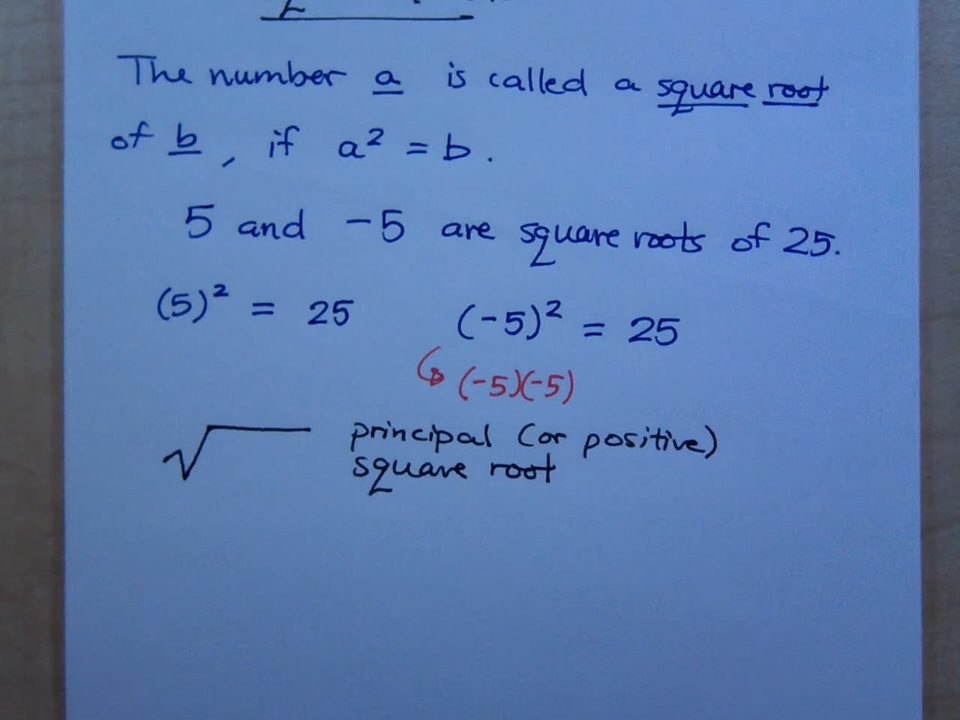 The number a is called a square root
of b, if a² = b.
5 and -5 are square roots of 25.
(5)² = 25 (-5)² = 25
(-5)(-5)
√ principal (or positive)
square root